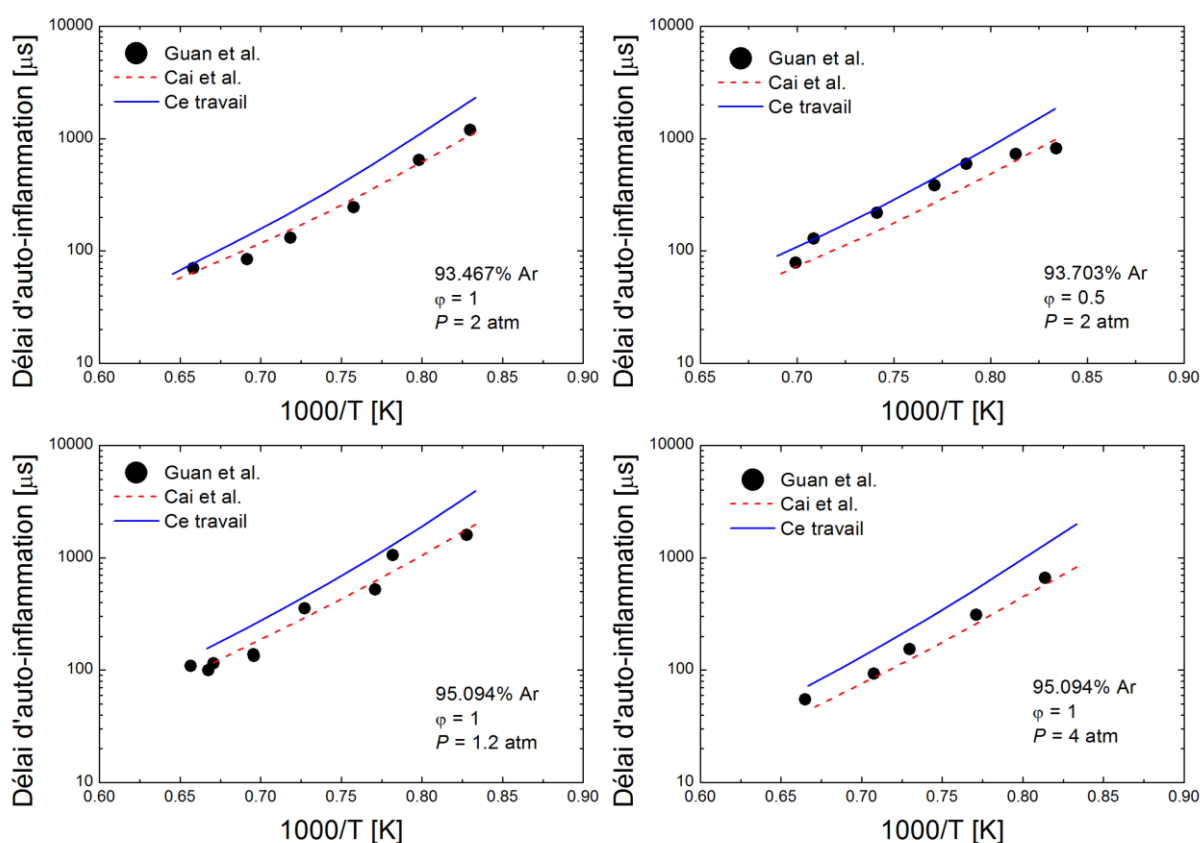 10000
1000
100
10
Délai d'auto-inflammation [μs]
Guan et al.
Cai et al.
Ce travail
93.467% Ar
φ = 1
P = 2 atm
0.60 0.65 0.70 0.75 0.80 0.85 0.90
1000/T [K]
10000
1000
100
10
Délai d'auto-inflammation [μs]
Guan et al.
Cai et al.
Ce travail
93.703% Ar
φ = 0.5
P = 2 atm
0.70 0.75 0.80 0.85 0.90
1000/T [K]
10000
1000
100
10
Délai d'auto-inflammation [μs]
Guan et al.
Cai et al.
Ce travail
95.094% Ar
φ = 1
P = 1.2 atm
0.60 0.65 0.70 0.75 0.80 0.85 0.90
1000/T [K]
10000
1000
100
10
Délai d'auto-inflammation [μs]
Guan et al.
Cai et al.
Ce travail
95.094% Ar
φ = 1
P = 4 atm
0.60 0.65 0.70 0.75 0.80 0.85 0.90
1000/T [K]